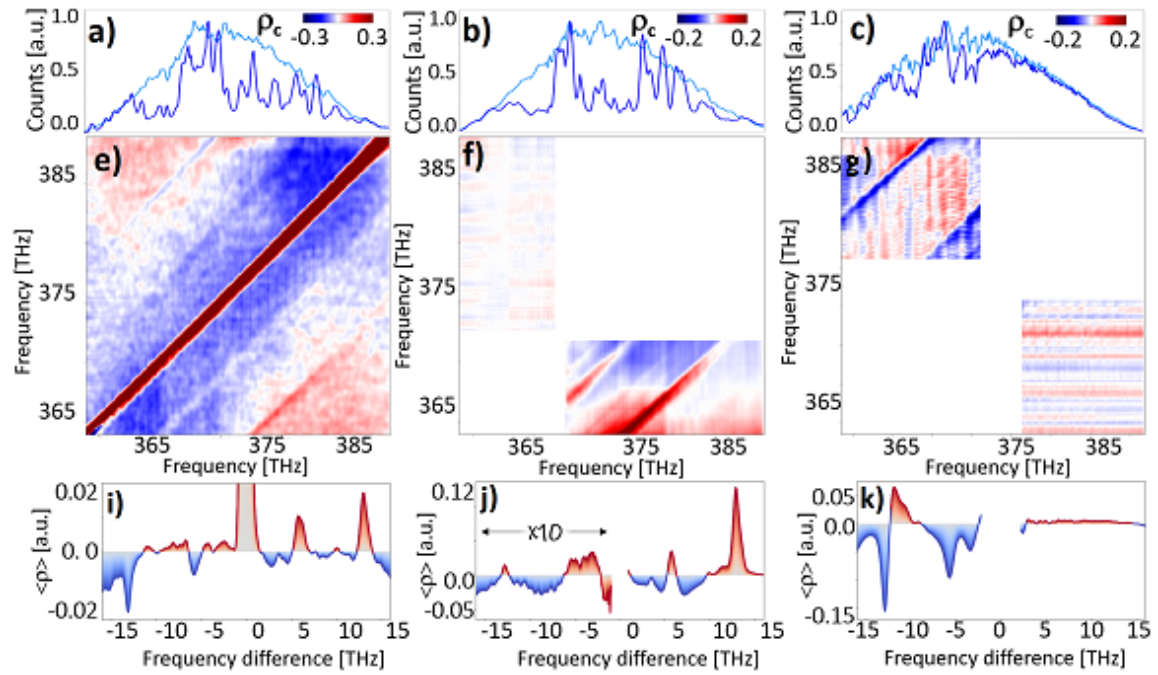 a) ρc -0.3 0.3
Counts [a.u.]
1.0
0.5
0.0
b) ρc -0.2 0.2
Counts [a.u.]
1.0
0.5
0.0
c) ρc -0.2 0.2
Counts [a.u.]
1.0
0.5
0.0
e)
Frequency [THz]
385
375
365
365 375 385
Frequency [THz]
f)
Frequency [THz]
385
375
365
365 375 385
Frequency [THz]
g)
Frequency [THz]
385
375
365
365 375 385
Frequency [THz]
i)
<ρ> [a.u.]
0.02
0.0
-0.02
-15 -10 -5 0 5 10 15
Frequency difference [THz]
j)
x10
<ρ> [a.u.]
0.12
0.0
-0.05
-15 -10 -5 0 5 10 15
Frequency difference [THz]
k)
<ρ> [a.u.]
0.05
0.0
-0.15
-15 -10 -5 0 5 10 15
Frequency difference [THz]